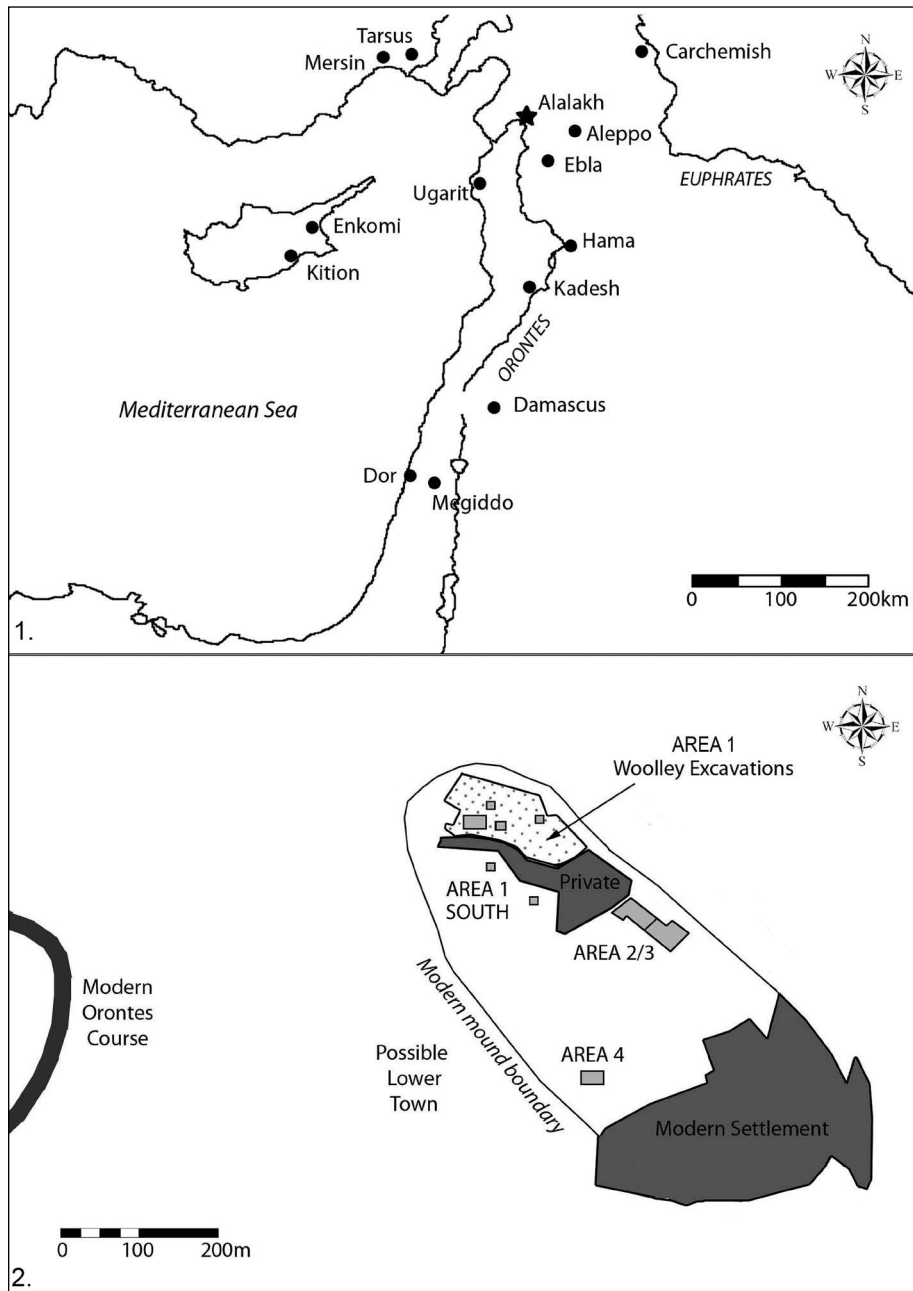 Tarsus
Mersin
Carchemish
N
W E
S
Alalakh
Aleppo
Ebla
EUPHRATES
Ugarit
Enkomi
Hama
Kition
Kadesh
ORONTES
Mediterranean Sea
Damascus
Dor
Megiddo
0 100 200km
1.
N
W E
S
AREA 1
Woolley Excavations
Private
AREA 1
SOUTH
AREA 2/3
Modern
Orontes
Course
Modern mound boundary
Possible
Lower
Town
AREA 4
Modern Settlement
0 100 200m
2.